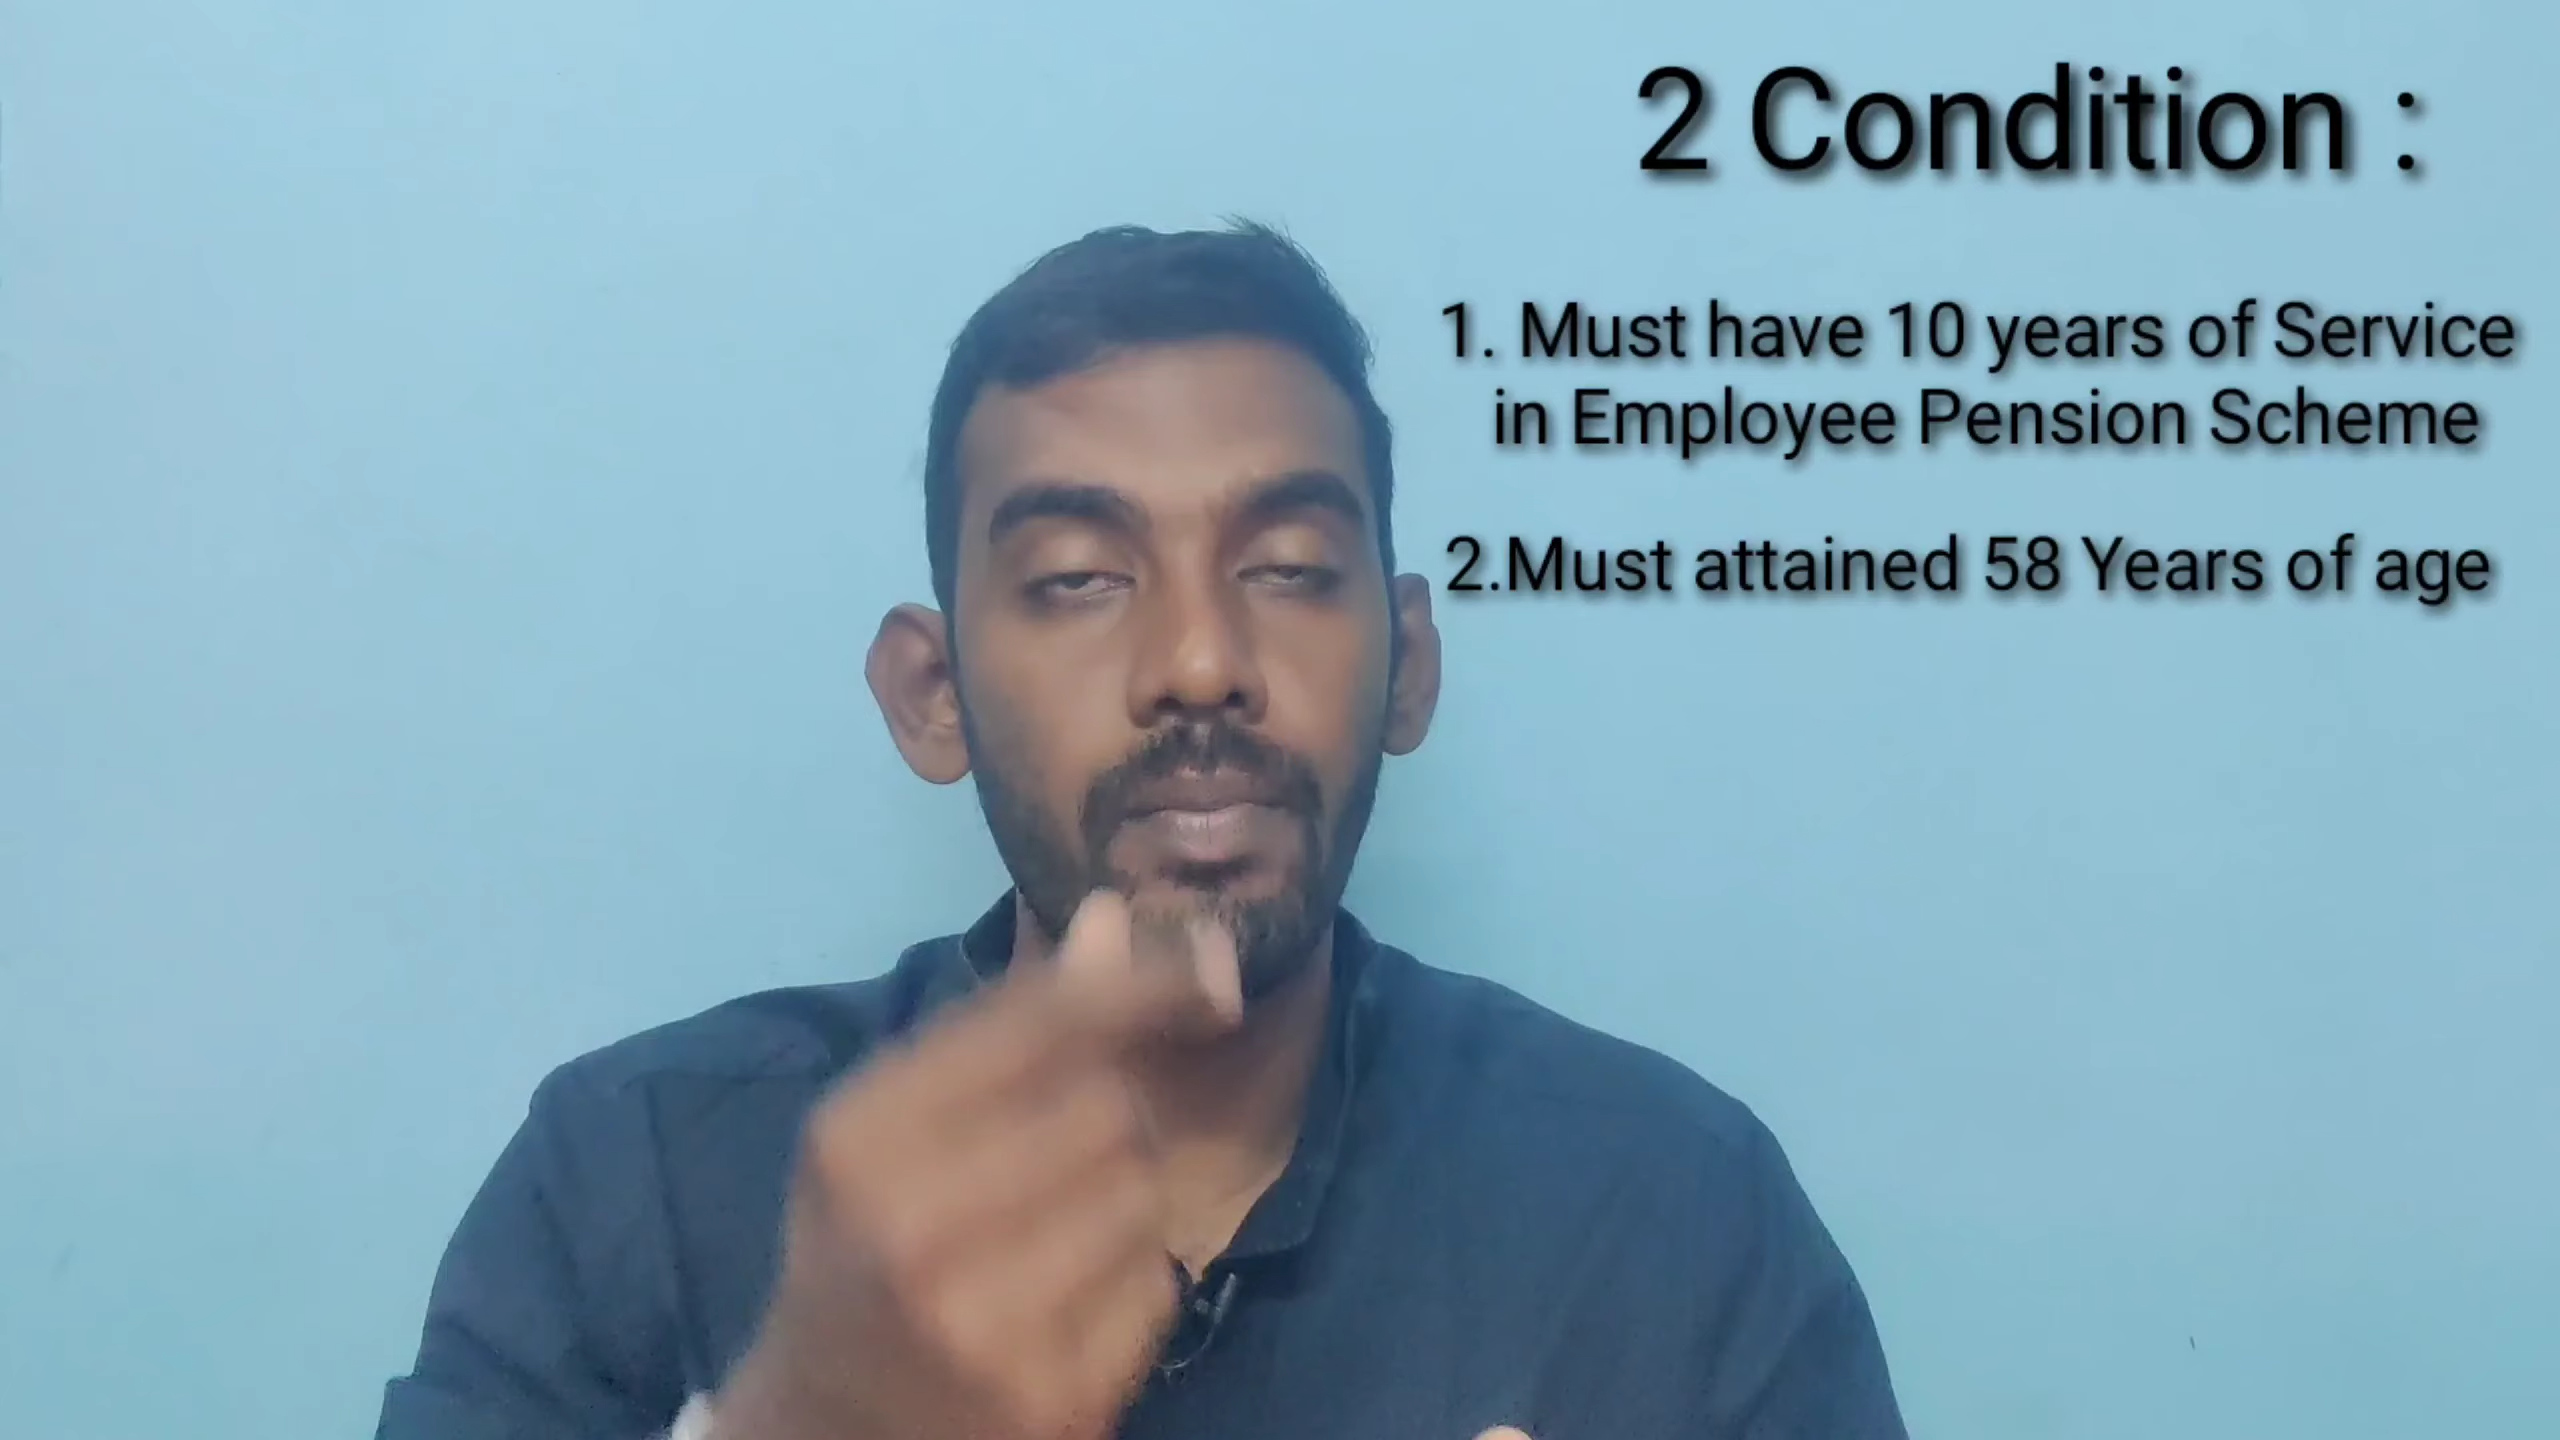 2 Condition :
1. Must have 10 years of Service
in Employee Pension Scheme
2.Must attained 58 Years of age